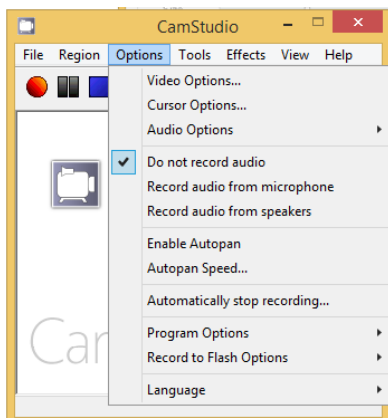 CamStudio
File Region Options Tools Effects View Help
Video Options...
Cursor Options...
Audio Options
Do not record audio
Record audio from microphone
Record audio from speakers
Enable Autopan
Autopan Speed...
Automatically stop recording...
Program Options
Record to Flash Options
Language
Cam